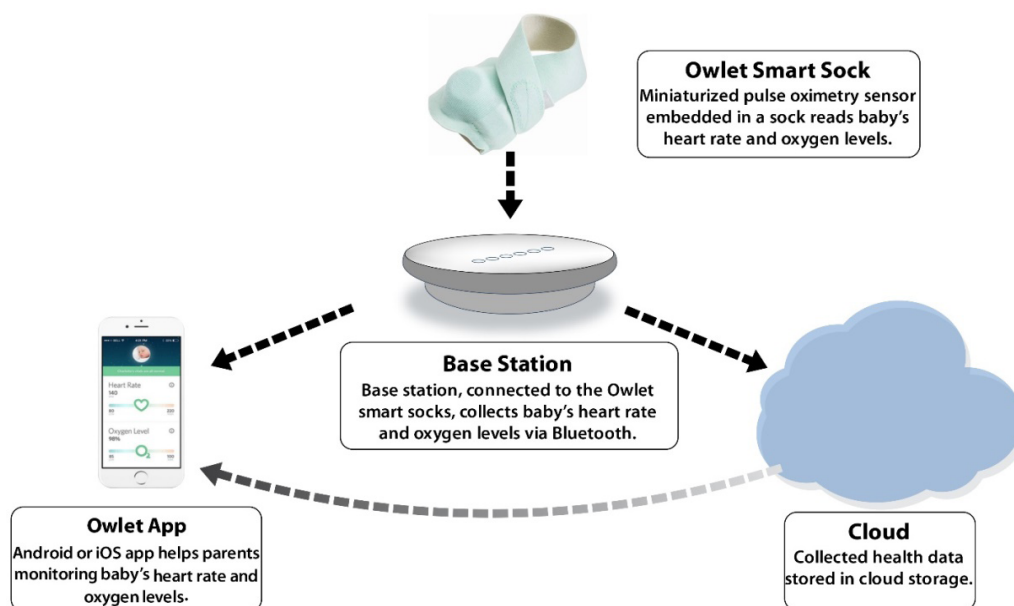 Owlet Smart Sock
Miniaturized pulse oximetry sensor
embedded in a sock reads baby's
heart rate and oxygen levels.
Base Station
Base station, connected to the Owlet
smart socks, collects baby's heart rate
and oxygen levels via Bluetooth.
Heart Rate
140
Oxygen Level
98%
O2
Owlet App
Android or iOS app helps parents
monitoring baby's heart rate and
oxygen levels.
Cloud
Collected health data
stored in cloud storage.